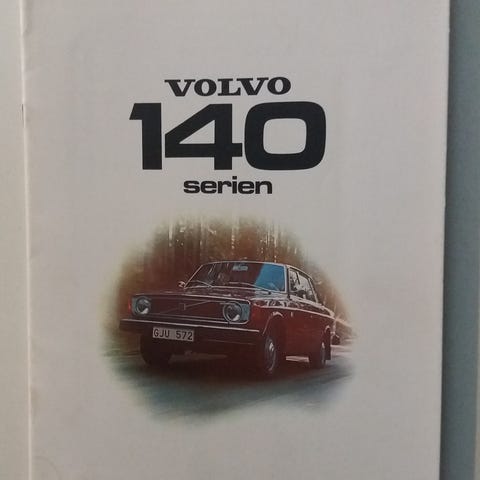 VOLVO
140
serien
GJU 572